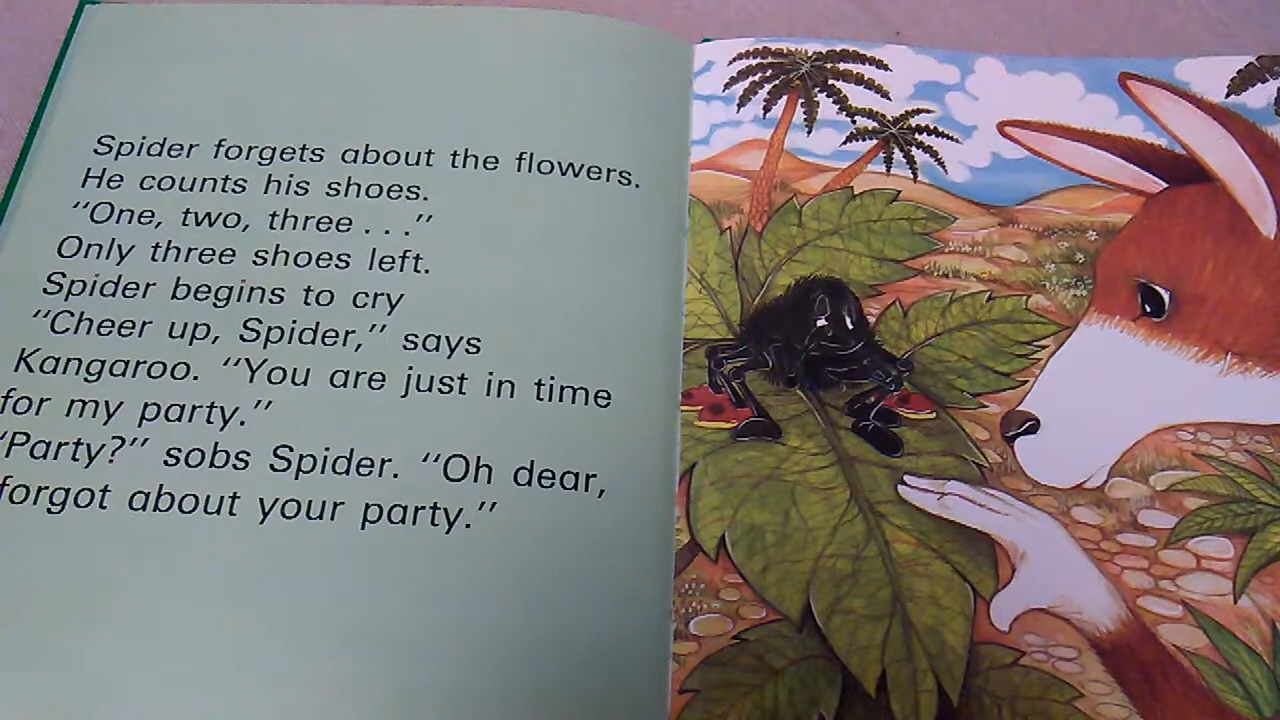 Spider forgets about the flowers.
He counts his shoes.
“One, two, three . . .”
Only three shoes left.
Spider begins to cry
“Cheer up, Spider,” says
Kangaroo. “You are just in time
for my party.”
“Party?” sobs Spider. “Oh dear,
forgot about your party.”